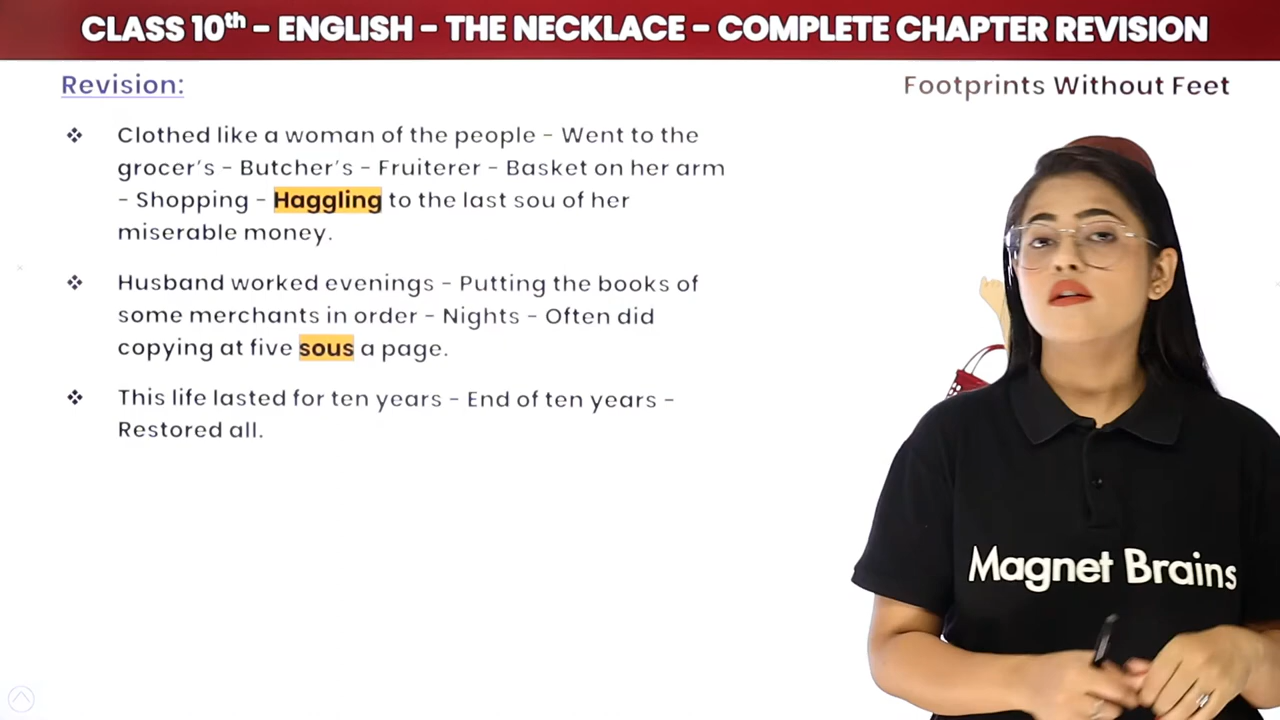 CLASS 10th - ENGLISH - THE NECKLACE - COMPLETE CHAPTER REVISION
Revision:
Footprints Without Feet
❖ Clothed like a woman of the people - Went to the
grocer's - Butcher's - Fruiterer - Basket on her arm
- Shopping - Haggling to the last sou of her
miserable money.
❖ Husband worked evenings - Putting the books of
some merchants in order - Nights - Often did
copying at five sous a page.
❖ This life lasted for ten years - End of ten years -
Restored all.
Magnet Brains